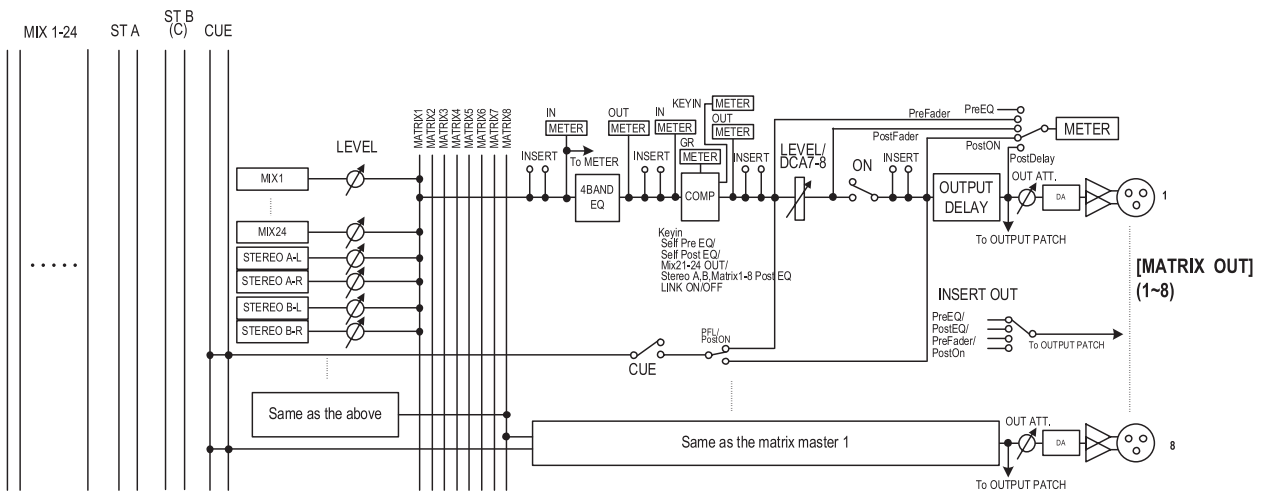 MIX 1-24
ST A
ST B
(C)
CUE
MATRIX1
MATRIX2
MATRIX3
MATRIX4
MATRIX5
MATRIX6
MATRIX7
MATRIX8
LEVEL
MIX1
MIX24
STEREO A-L
STEREO A-R
STEREO B-L
STEREO B-R
INSERT
IN
METER
To METER
4BAND
EQ
OUT
METER
INSERT
IN
METER
KEYIN
METER
OUT
METER
GR
METER
COMP
INSERT
Keyin
Self Pre EQ/
Self Post EQ/
Mix21-24 OUT/
Stereo A,B,Matrix1-8 Post EQ
LINK ON/OFF
LEVEL/
DCA7-8
ON
INSERT
PreFader
PostFader
PreEQ
PostON
PostDelay
METER
OUTPUT
DELAY
OUT ATT.
DA
1
To OUTPUT PATCH
[MATRIX OUT]
(1~8)
INSERT OUT
PreEQ/
PostEQ/
PreFader/
PostOn
To OUTPUT PATCH
CUE
PFL/
PostON
Same as the above
Same as the matrix master 1
OUT ATT.
DA
8
To OUTPUT PATCH